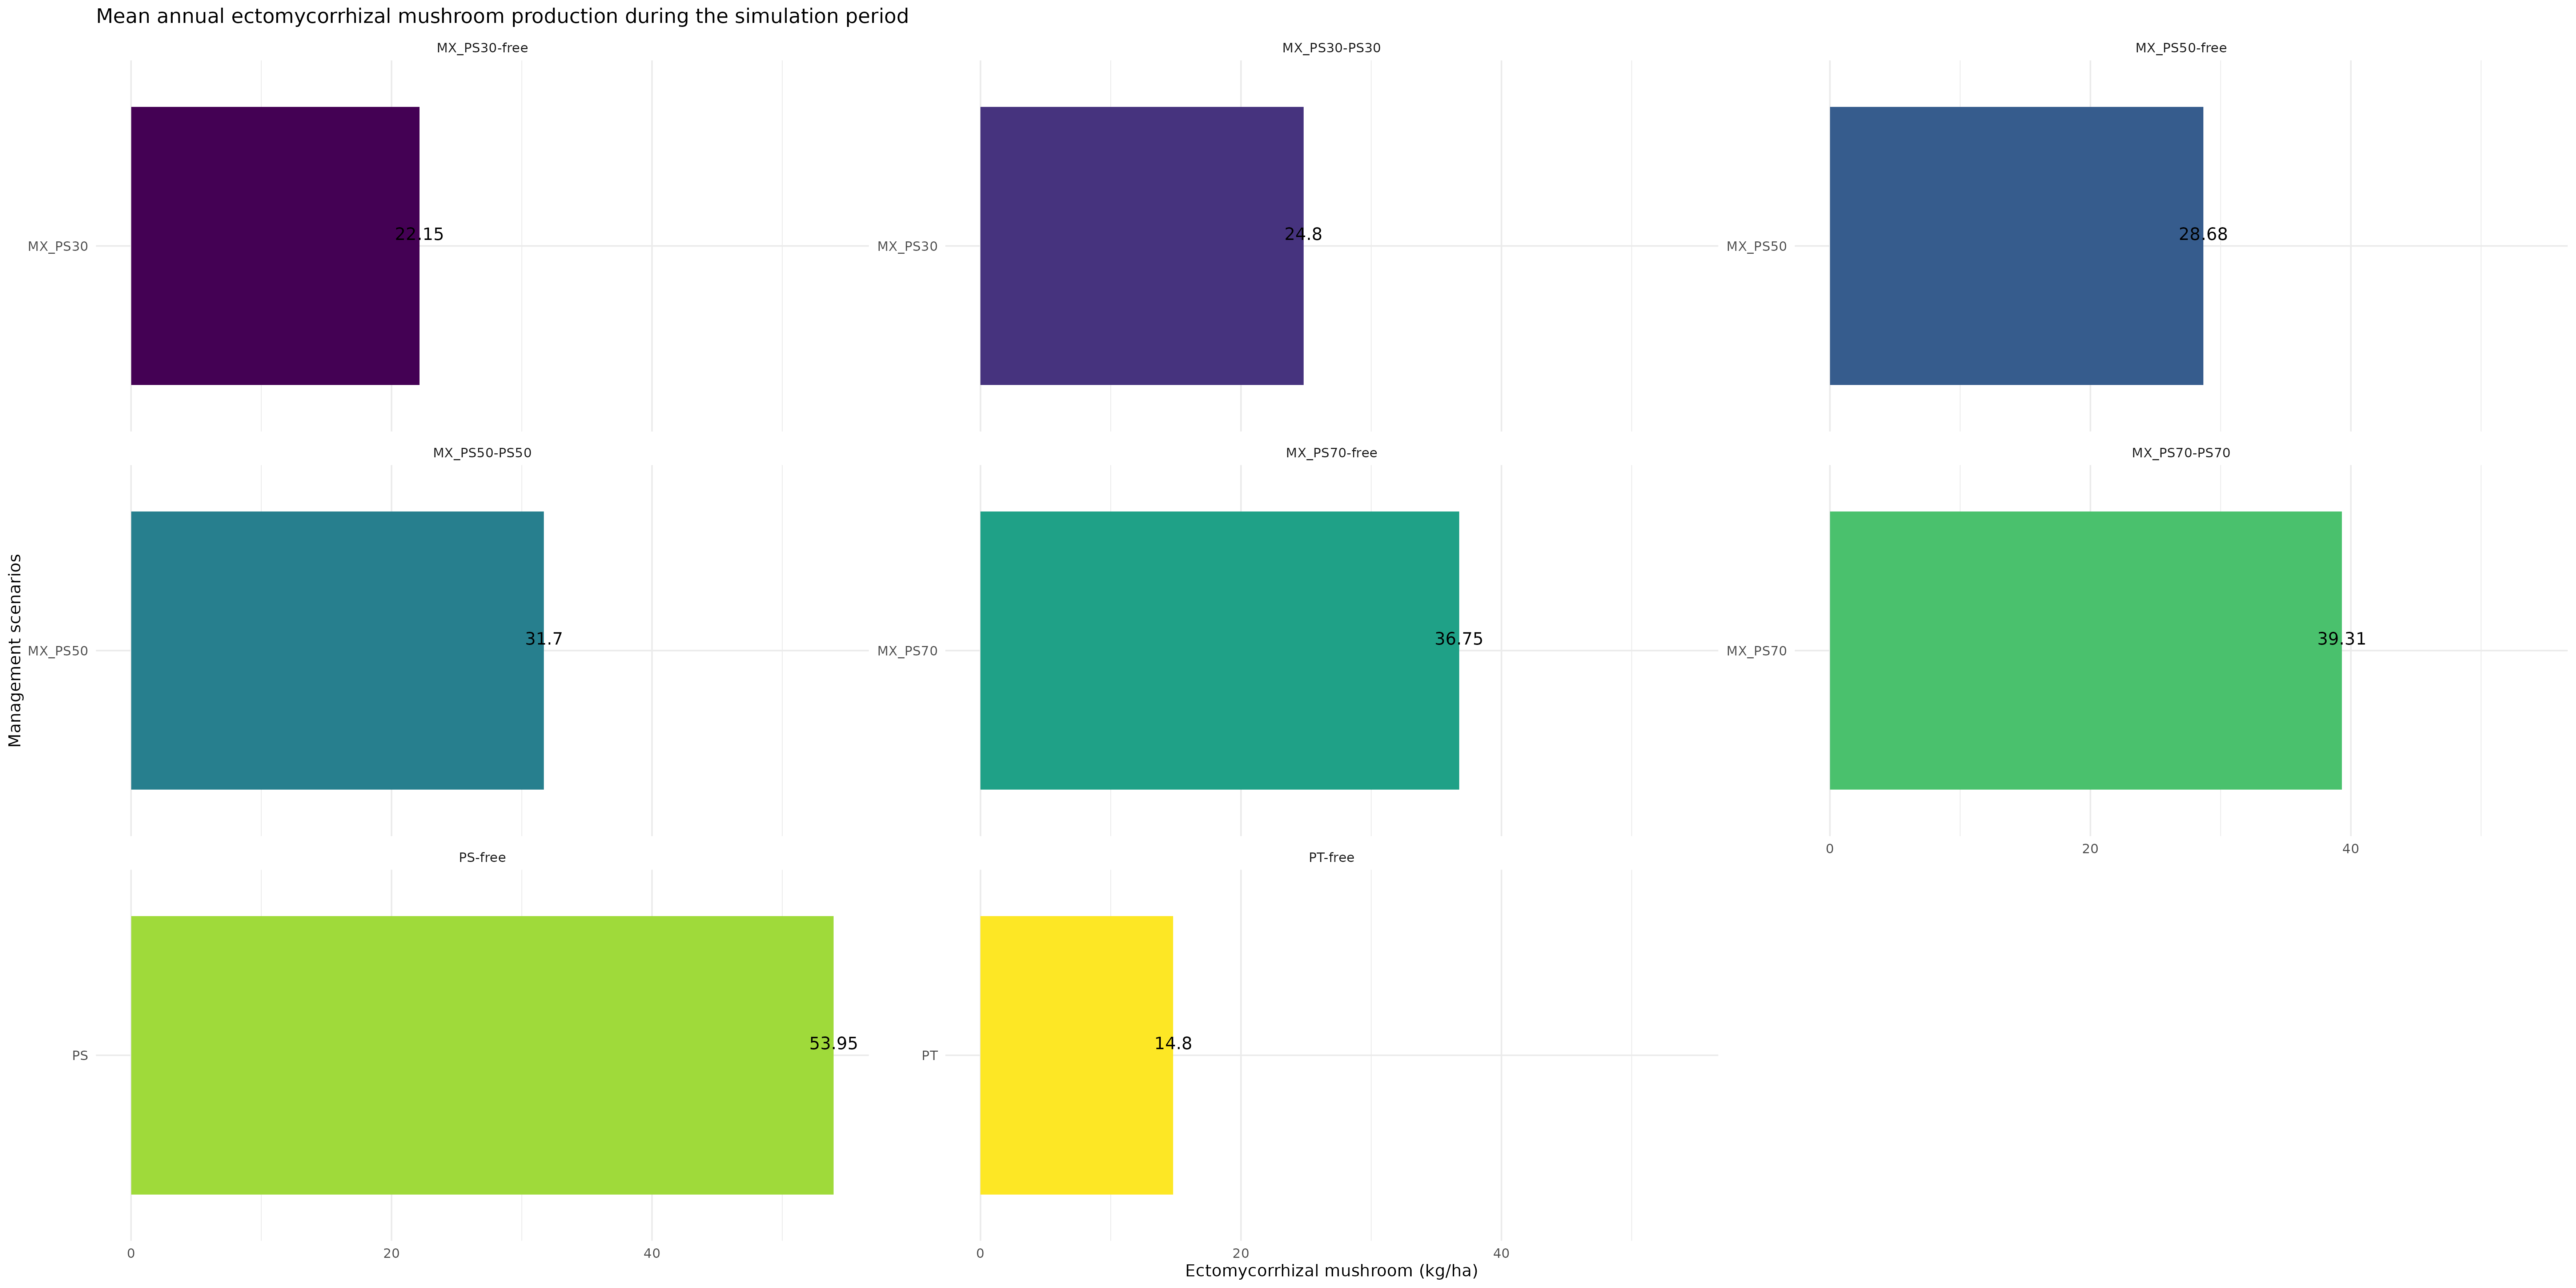 Mean annual ectomycorrhizal mushroom production during the simulation period
MX_PS30-free
MX_PS30-PS30
MX_PS50-free
MX_PS30
22.15
MX_PS30
24.8
MX_PS50
28.68
MX_PS50-PS50
MX_PS70-free
MX_PS70-PS70
MX_PS50
31.7
MX_PS70
36.75
MX_PS70
39.31
0 20 40
PS-free
PT-free
PS
53.95
PT
14.8
0 20 40
0 20 40
Management scenarios
Ectomycorrhizal mushroom (kg/ha)